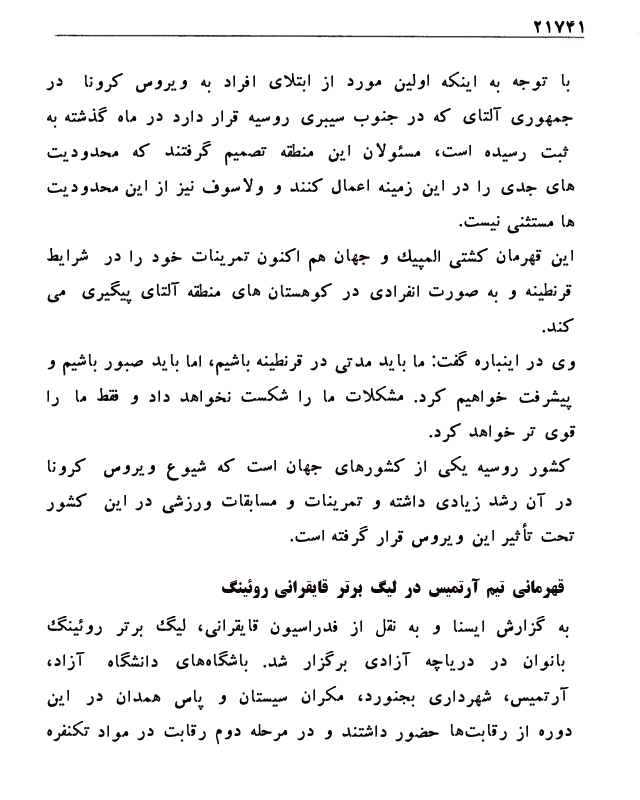 ۲۱۷۴۱
با توجه به اینکه اولین مورد از ابتلای افراد به ویروس کرونا در
جمهوری آلتای که در جنوب سیبری روسیه قرار دارد در ماه گذشته به
ثبت رسیده است، مسئولان این منطقه تصمیم گرفتند که محدودیت
های جدی را در این زمینه اعمال کنند و ولاسوف نیز از این محدودیت
ها مستثنی نیست.
این قهرمان کشتی المپیک و جهان هم اکنون تمرینات خود را در شرایط
قرنطینه و به صورت انفرادی در کوهستان های منطقه آلتای پیگیری می
کند.
وی در اینباره گفت: ما باید مدتی در قرنطینه باشیم، اما باید صبور باشیم و
پیشرفت خواهیم کرد. مشکلات ما را شکست نخواهد داد و فقط ما را
قوی تر خواهد کرد.
کشور روسیه یکی از کشورهای جهان است که شیوع ویروس کرونا
در آن رشد زیادی داشته و تمرینات و مسابقات ورزشی در این کشور
تحت تأثیر این ویروس قرار گرفته است.
قهرمانی تیم آرتمیس در لیگ برتر قایقرانی روئینگ
به گزارش ایسنا و به نقل از فدراسیون قایقرانی، لیگ برتر روئینگ
بانوان در دریاچه آزادی برگزار شد. باشگاه‌های دانشگاه آزاد،
آرتمیس، شهرداری بجنورد، مکران سیستان و پاس همدان در این
دوره از رقابت‌ها حضور داشتند و در مرحله دوم رقابت در مواد تکنفره